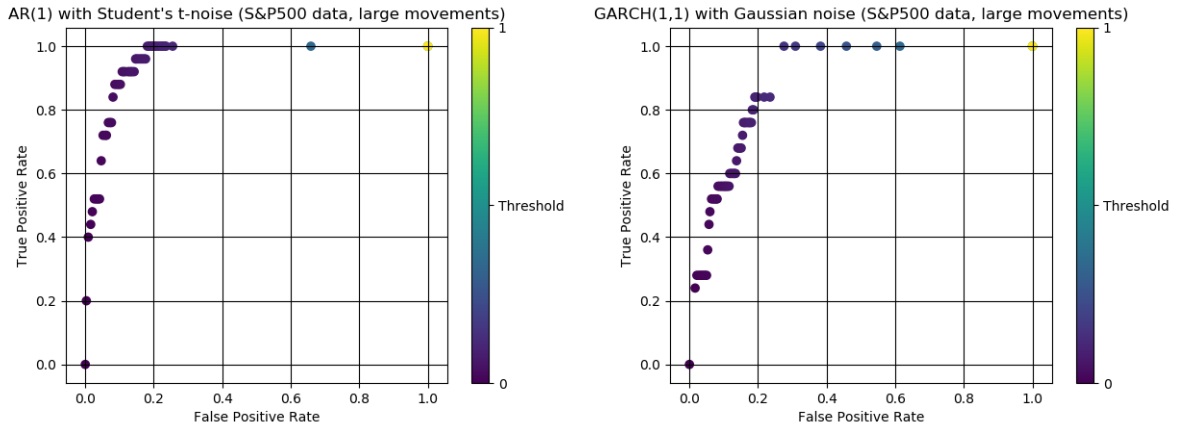 AR(1) with Student's t-noise (S&P500 data, large movements)
1.0
0.8
0.6
0.4
0.2
0.0
True Positive Rate
0.0 0.2 0.4 0.6 0.8 1.0
False Positive Rate
1
Threshold
0
GARCH(1,1) with Gaussian noise (S&P500 data, large movements)
1.0
0.8
0.6
0.4
0.2
0.0
True Positive Rate
0.0 0.2 0.4 0.6 0.8 1.0
False Positive Rate
1
Threshold
0